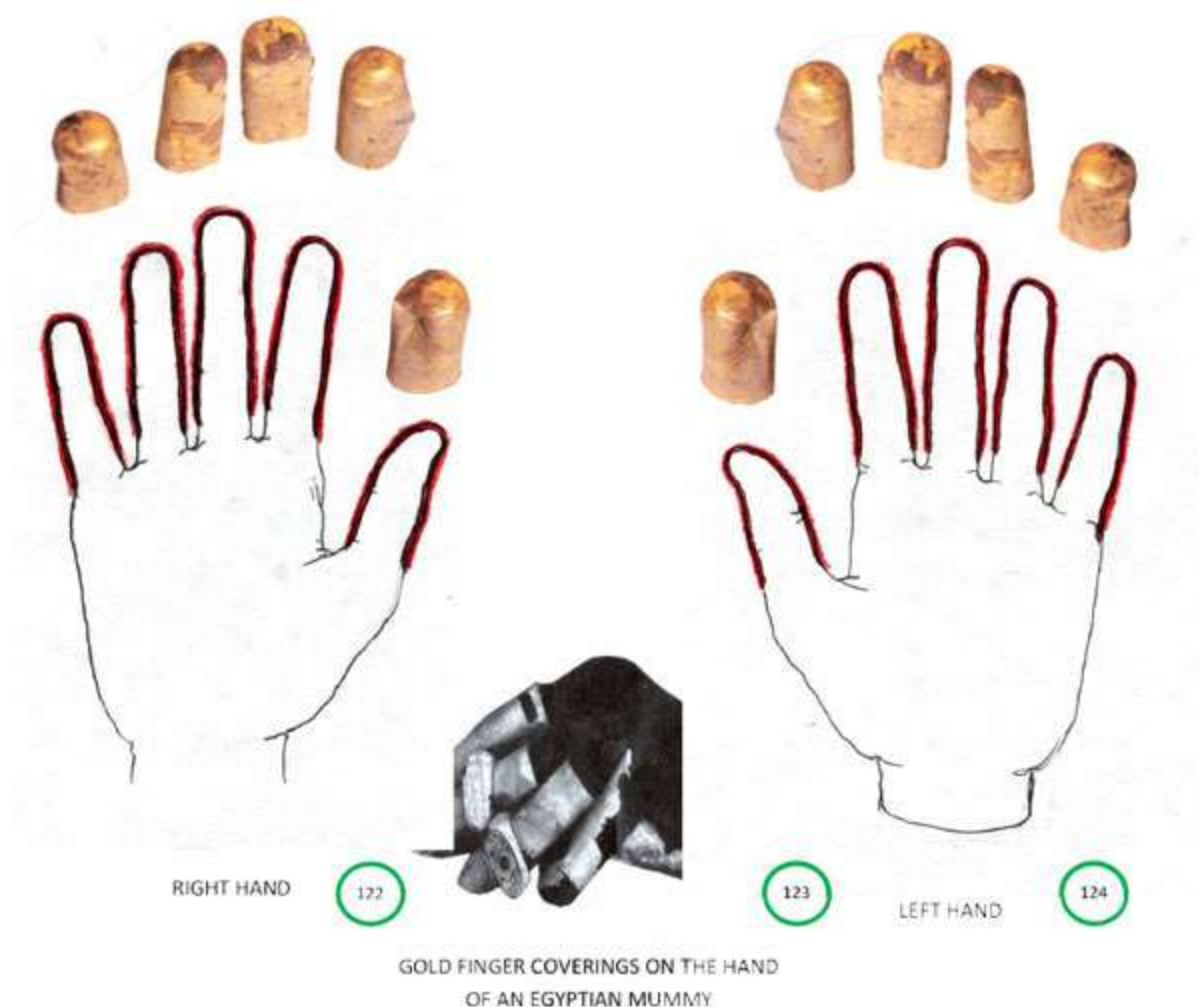 RIGHT HAND
122
123
LEFT HAND
124
GOLD FINGER COVERINGS ON THE HAND
OF AN EGYPTIAN MUMMY